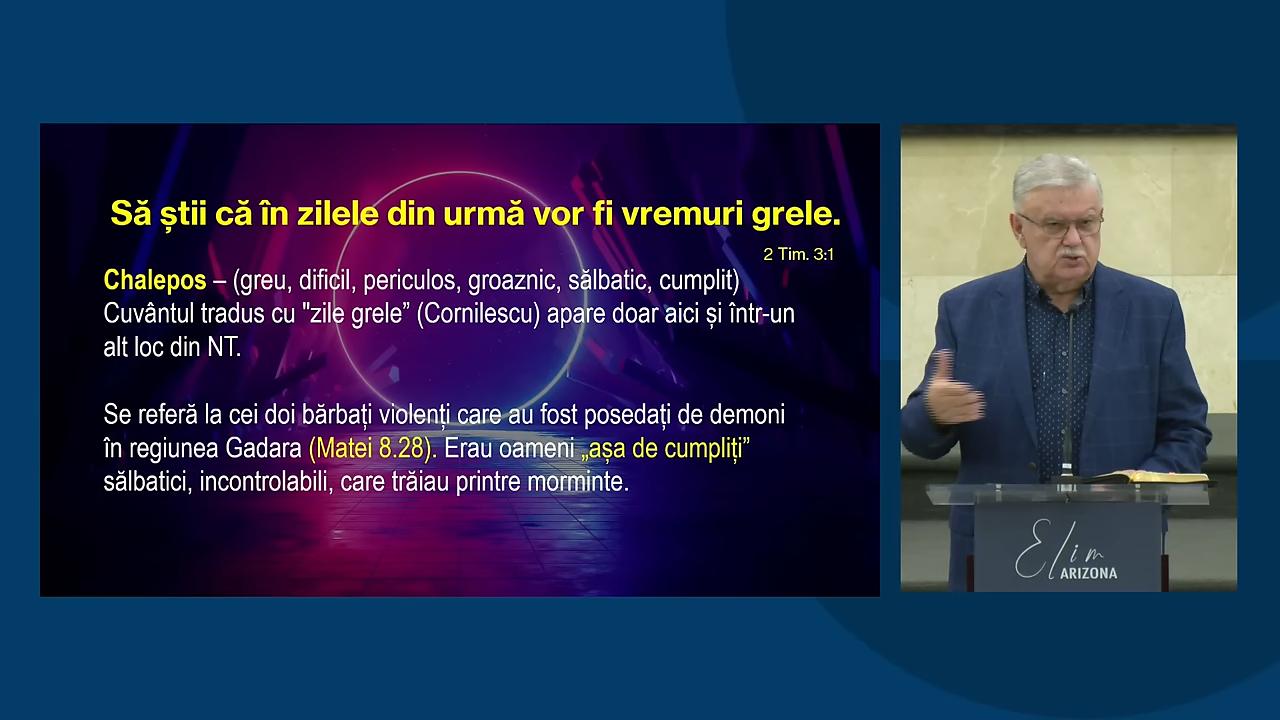 Să știi că în zilele din urmă vor fi vremuri grele.
2 Tim. 3:1
Chalepos – (greu, dificil, periculos, groaznic, sălbatic, cumplit)
Cuvântul tradus cu "zile grele” (Cornilescu) apare doar aici și într-un
alt loc din NT.
Se referă la cei doi bărbați violenți care au fost posedați de demoni
în regiunea Gadara (Matei 8.28). Erau oameni „așa de cumpliți”
sălbatici, incontrolabili, care trăiau printre morminte.
Elim
ARIZONA